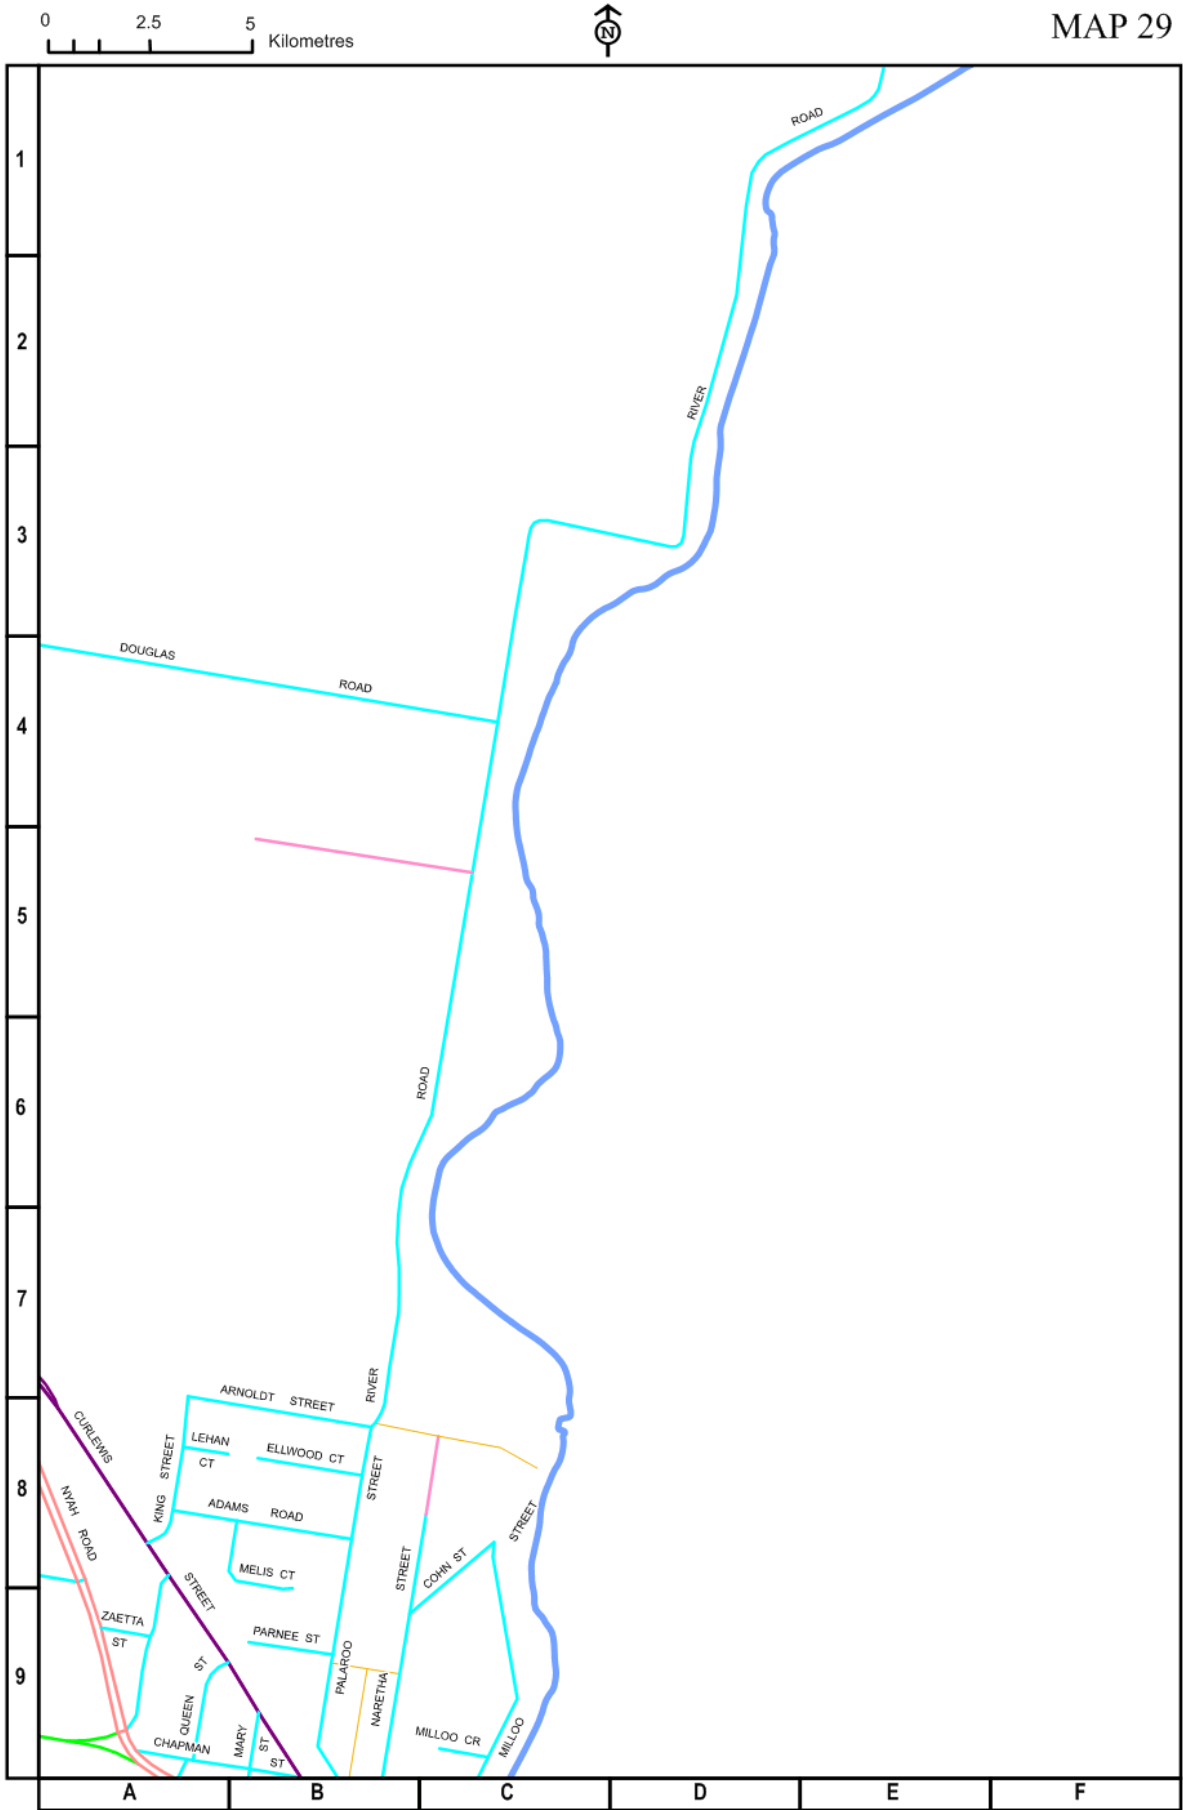 0 2.5 5 Kilometres
N
MAP 29
ROAD
1
2
RIVER
3
DOUGLAS ROAD
4
5
ROAD
6
7
RIVER
ARNOLDT STREET
CURLEWIS
LEHAN CT
ELLWOOD CT
STREET
KING STREET
8
NYAH ROAD
ADAMS ROAD
STREET
COHN ST
STREET
MELIS CT
STREET
ZAETTA ST
PARNEE ST
ST
9
PALAROO
NARETHA
QUEEN
MARY ST
CHAPMAN ST
MILLOO CR
MILLOO
A B C D E F